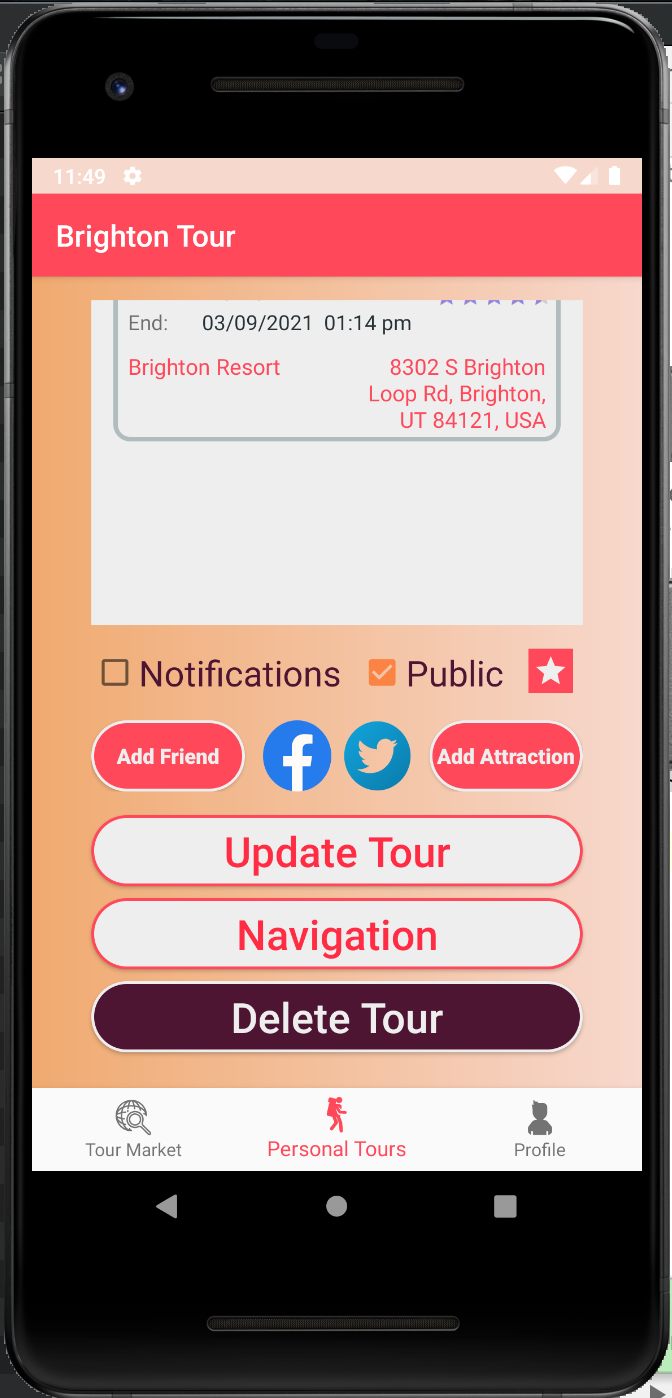 11:49
Brighton Tour
End: 03/09/2021 01:14 pm
Brighton Resort
8302 S Brighton
Loop Rd, Brighton,
UT 84121, USA
Notifications
Public
Add Friend
Add Attraction
Update Tour
Navigation
Delete Tour
Tour Market
Personal Tours
Profile